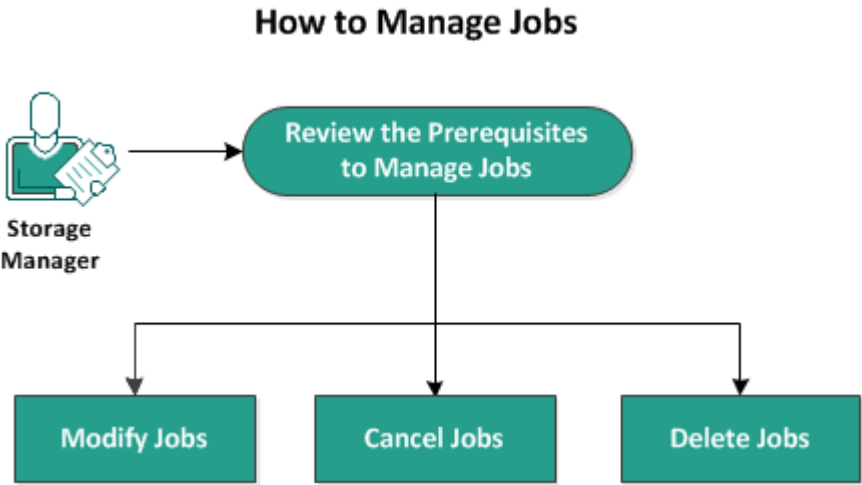 How to Manage Jobs
Review the Prerequisites
to Manage Jobs
Storage
Manager
Modify Jobs
Cancel Jobs
Delete Jobs